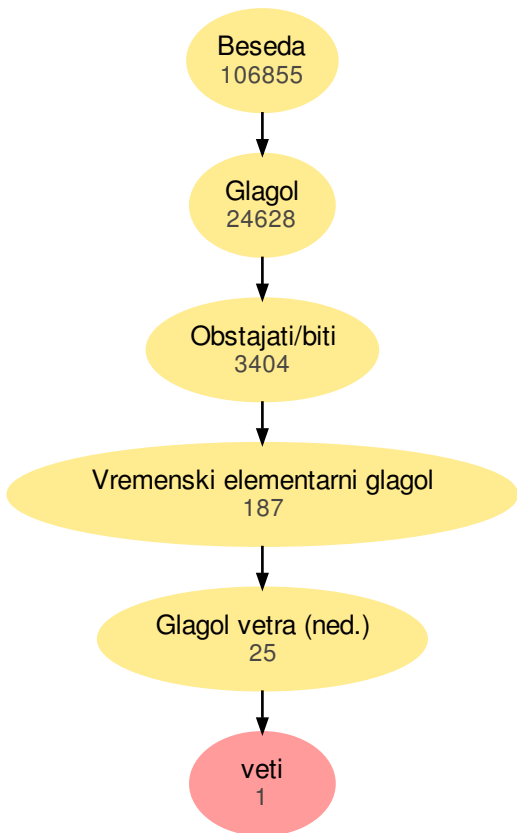 Beseda
106855
Glagol
24628
Obstajati/biti
3404
Vremenski elementarni glagol
187
Glagol vetra (ned.)
25
veti
1